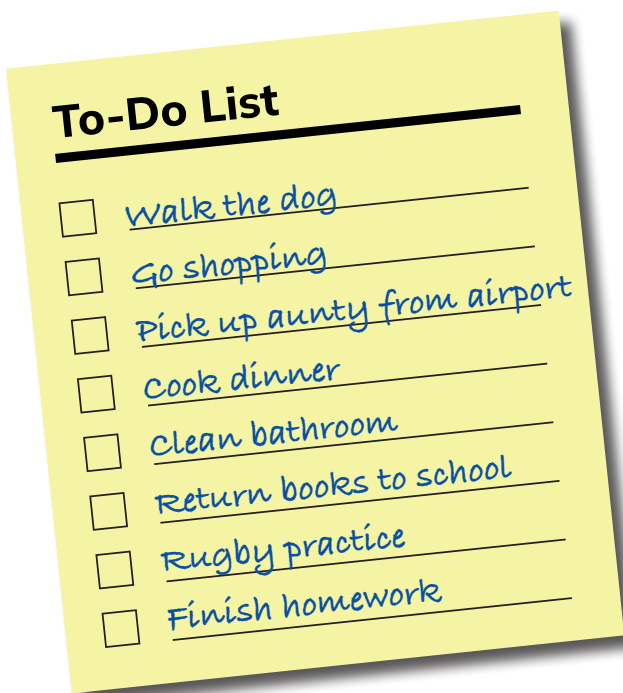 To-Do List
Walk the dog
Go shopping
Pick up aunty from airport
Cook dinner
Clean bathroom
Return books to school
Rugby practice
Finish homework